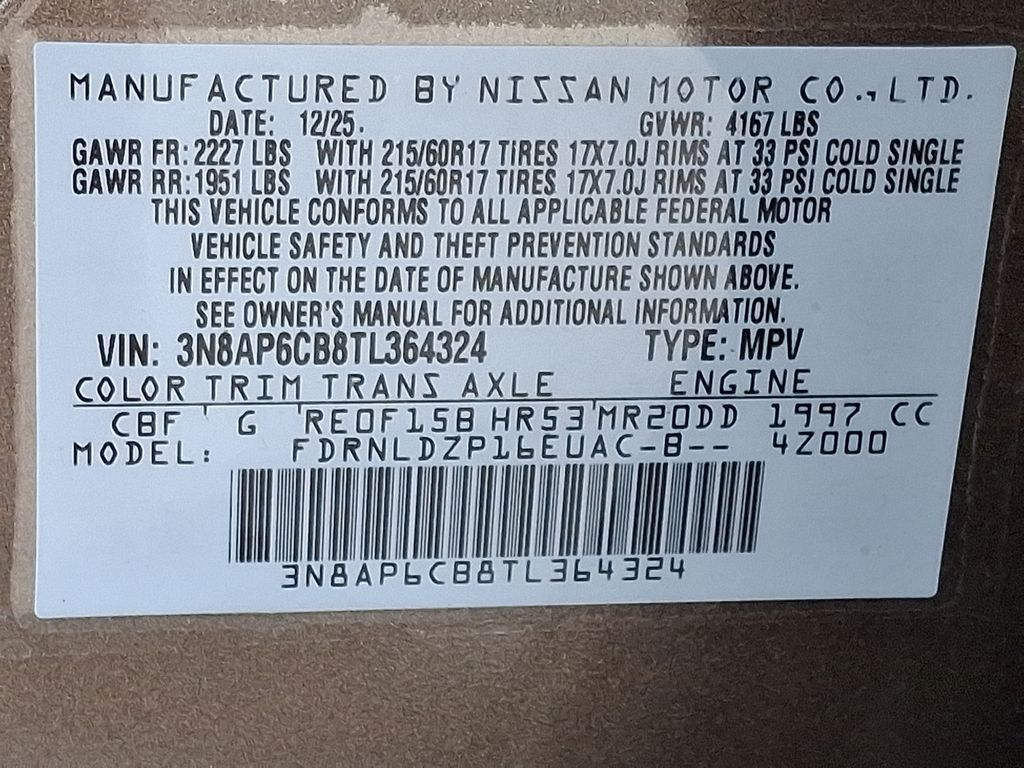 MANUFACTURED BY NISSAN MOTOR CO.,LTD.
DATE: 12/25. GVWR: 4167 LBS
GAWR FR: 2227 LBS WITH 215/60R17 TIRES 17X7.0J RIMS AT 33 PSI COLD SINGLE
GAWR RR: 1951 LBS WITH 215/60R17 TIRES 17X7.0J RIMS AT 33 PSI COLD SINGLE
THIS VEHICLE CONFORMS TO ALL APPLICABLE FEDERAL MOTOR
VEHICLE SAFETY AND THEFT PREVENTION STANDARDS
IN EFFECT ON THE DATE OF MANUFACTURE SHOWN ABOVE.
SEE OWNER'S MANUAL FOR ADDITIONAL INFORMATION.
VIN: 3N8AP6CB8TL364324 TYPE: MPV
COLOR TRIM TRANS AXLE ENGINE
CBF G RE0F15B HR53 MR20DD 1997 CC
MODEL: FDRNLDZP16EUAC-B-- 4Z000
3N8AP6CB8TL364324